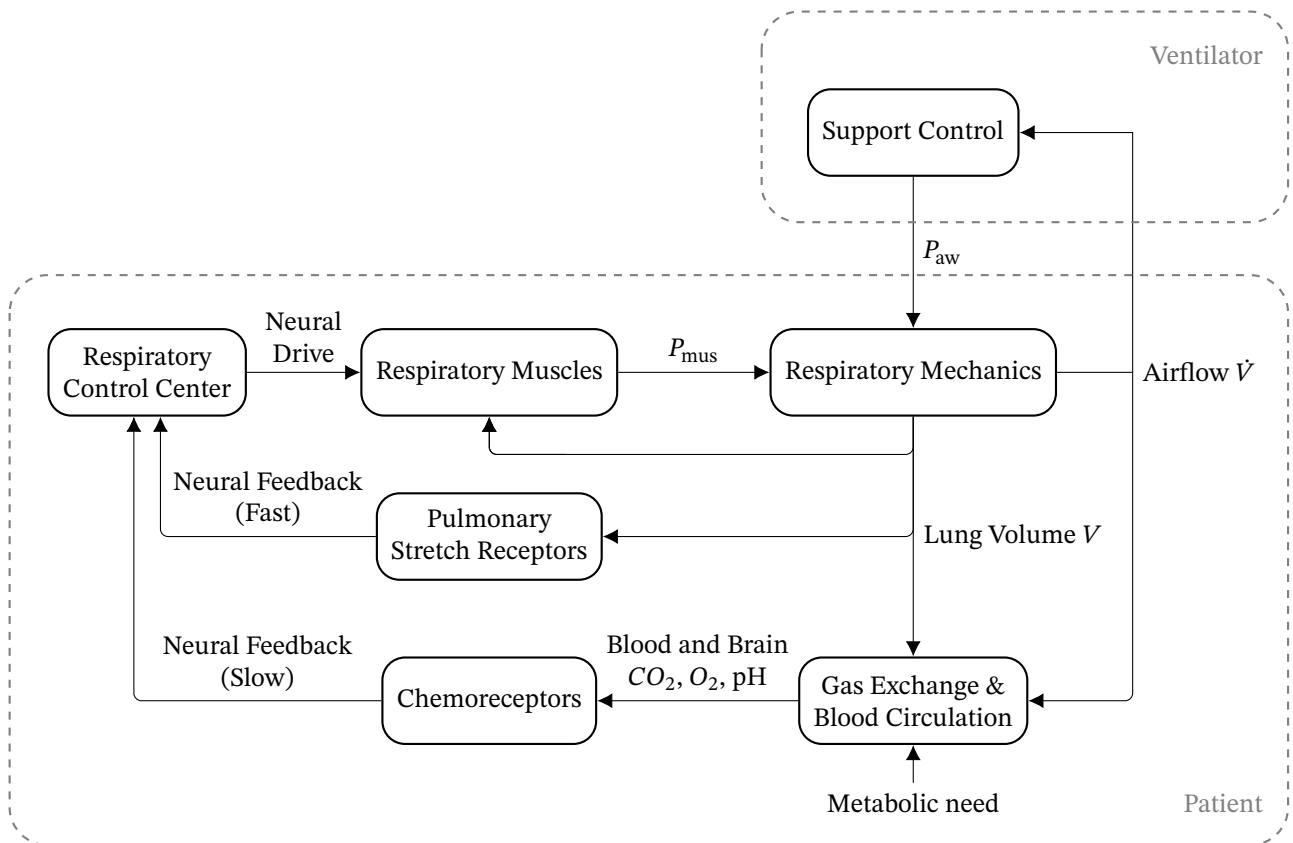 Ventilator
Support Control
P_aw
Neural
Drive
Respiratory
Control Center
Respiratory Muscles
P_mus
Respiratory Mechanics
Airflow V̇
Neural Feedback
(Fast)
Pulmonary
Stretch Receptors
Lung Volume V
Neural Feedback
(Slow)
Chemoreceptors
Blood and Brain
CO₂, O₂, pH
Gas Exchange &
Blood Circulation
Metabolic need
Patient